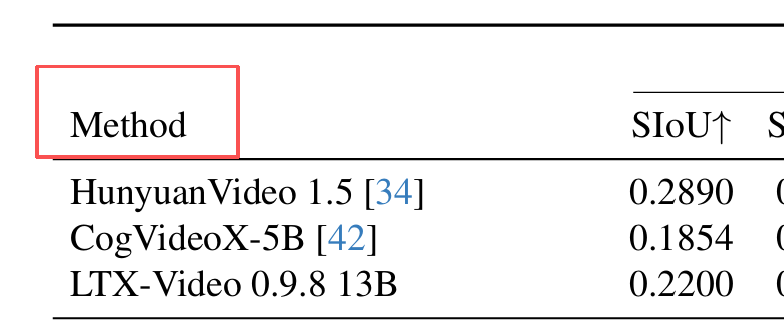 Method SIoU↑ S
HunyuanVideo 1.5 [34] 0.2890
CogVideoX-5B [42] 0.1854
LTX-Video 0.9.8 13B 0.2200